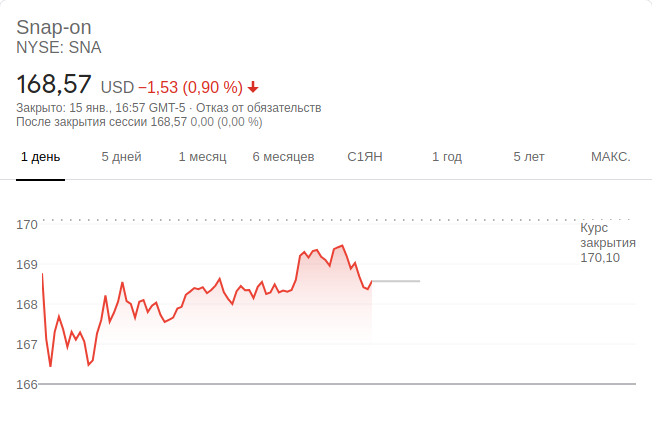 Snap-on
NYSE: SNA
168,57 USD −1,53 (0,90 %)
Закрыто: 15 янв., 16:57 GMT-5 · Отказ от обязательств
После закрытия сессии 168,57 0,00 (0,00 %)
1 день 5 дней 1 месяц 6 месяцев С1ЯН 1 год 5 лет МАКС.
170
Курс
закрытия
170,10
169
168
167
166